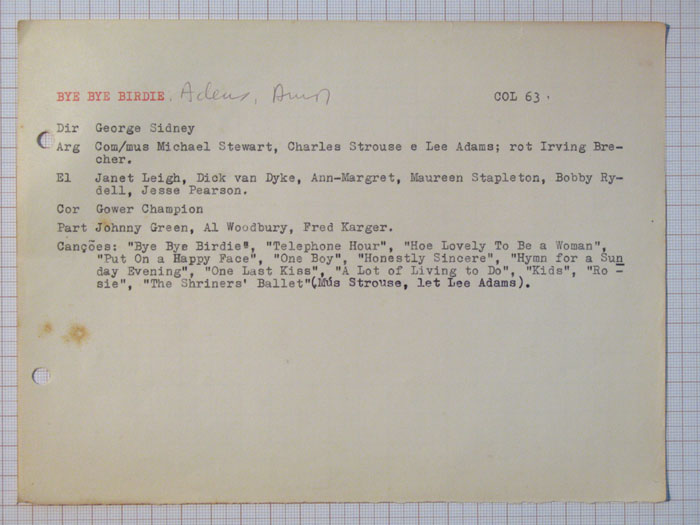 BYE BYE BIRDIE. Adeus, Amor COL 63.
Dir George Sidney
Arg Com/mus Michael Stewart, Charles Strouse e Lee Adams; rot Irving Bre-
cher.
El Janet Leigh, Dick van Dyke, Ann-Margret, Maureen Stapleton, Bobby Ry-
dell, Jesse Pearson.
Cor Gower Champion
Part Johnny Green, Al Woodbury, Fred Karger.
Canções: "Bye Bye Birdie", "Telephone Hour", "Hoe Lovely To Be a Woman",
"Put On a Happy Face", "One Boy", "Honestly Sincere", "Hymn for a Sun
day Evening", "One Last Kiss", "A Lot of Living to Do", "Kids", "Ro-
sie", "The Shriners' Ballet"(Mús Strouse, let Lee Adams).